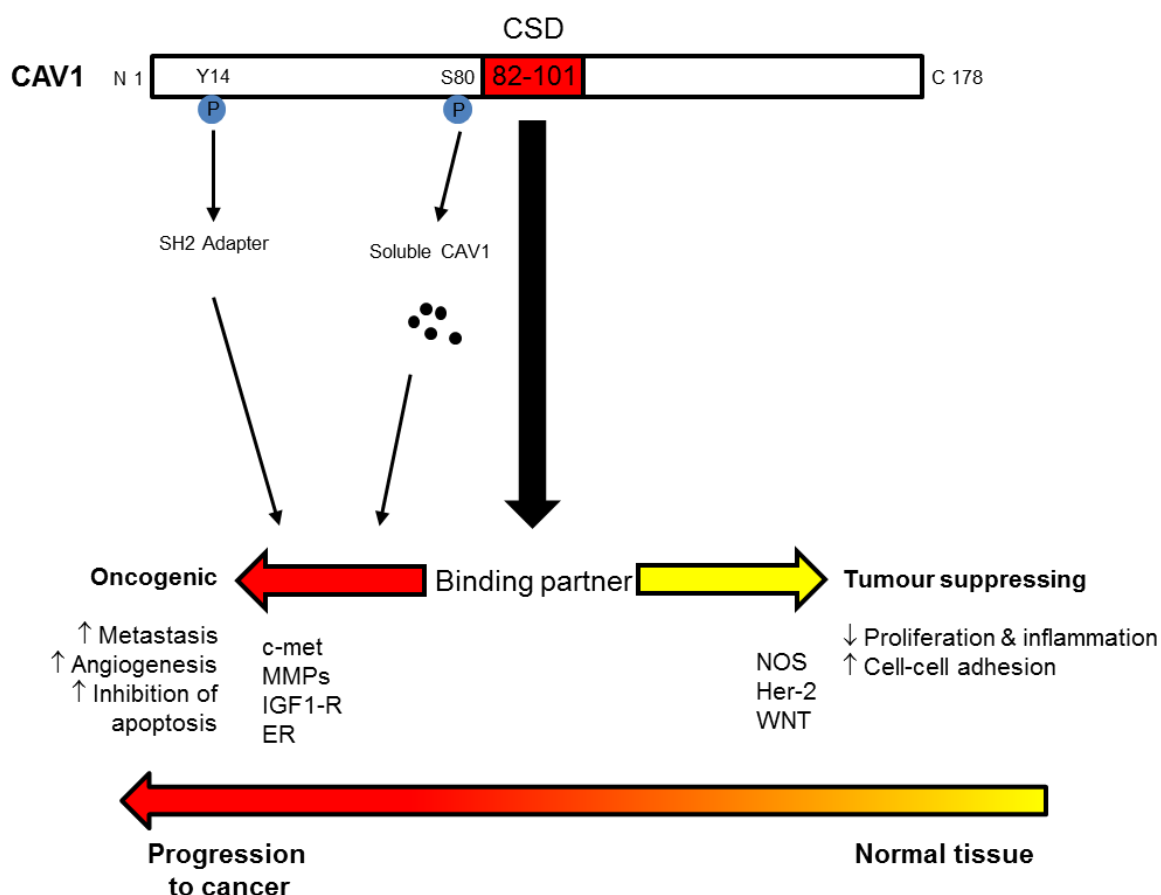 CSD
CAV1 N 1 Y14 S80 82-101 C 178
P P
SH2 Adapter Soluble CAV1
Oncogenic Binding partner Tumour suppressing
↑ Metastasis
↑ Angiogenesis
↑ Inhibition of
apoptosis
c-met
MMPs
IGF1-R
ER
NOS
Her-2
WNT
↓ Proliferation & inflammation
↑ Cell-cell adhesion
Progression
to cancer
Normal tissue